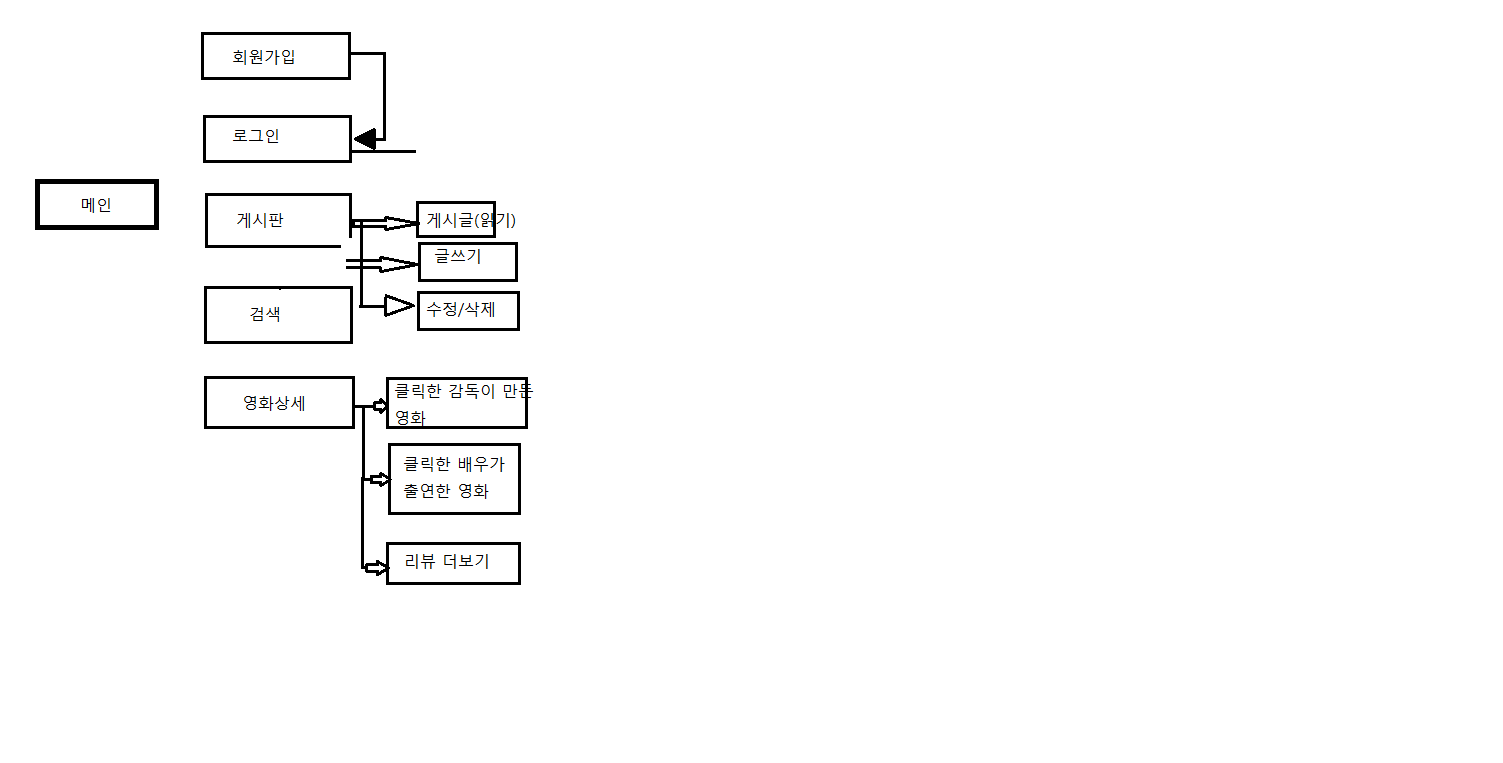 회원가입
로그인
메인
게시판
게시글(읽기)
글쓰기
검색
수정/삭제
영화상세
클릭한 감독이 만든
영화
클릭한 배우가
출연한 영화
리뷰 더보기